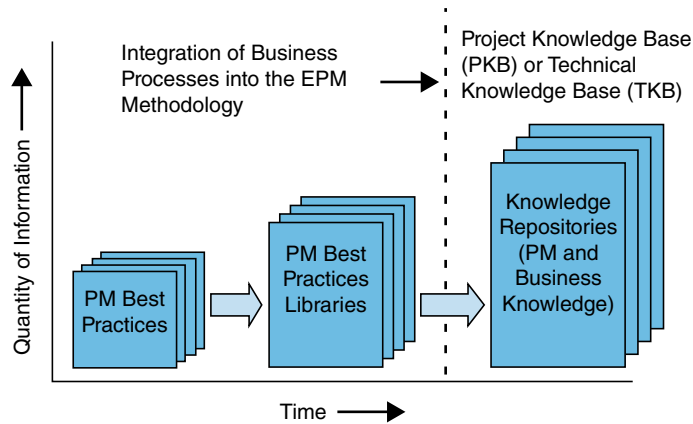 Integration of Business
Processes into the EPM
Methodology
Project Knowledge Base
(PKB) or Technical
Knowledge Base (TKB)
Quantity of Information
PM Best
Practices
PM Best
Practices
Libraries
Knowledge
Repositories
(PM and
Business
Knowledge)
Time